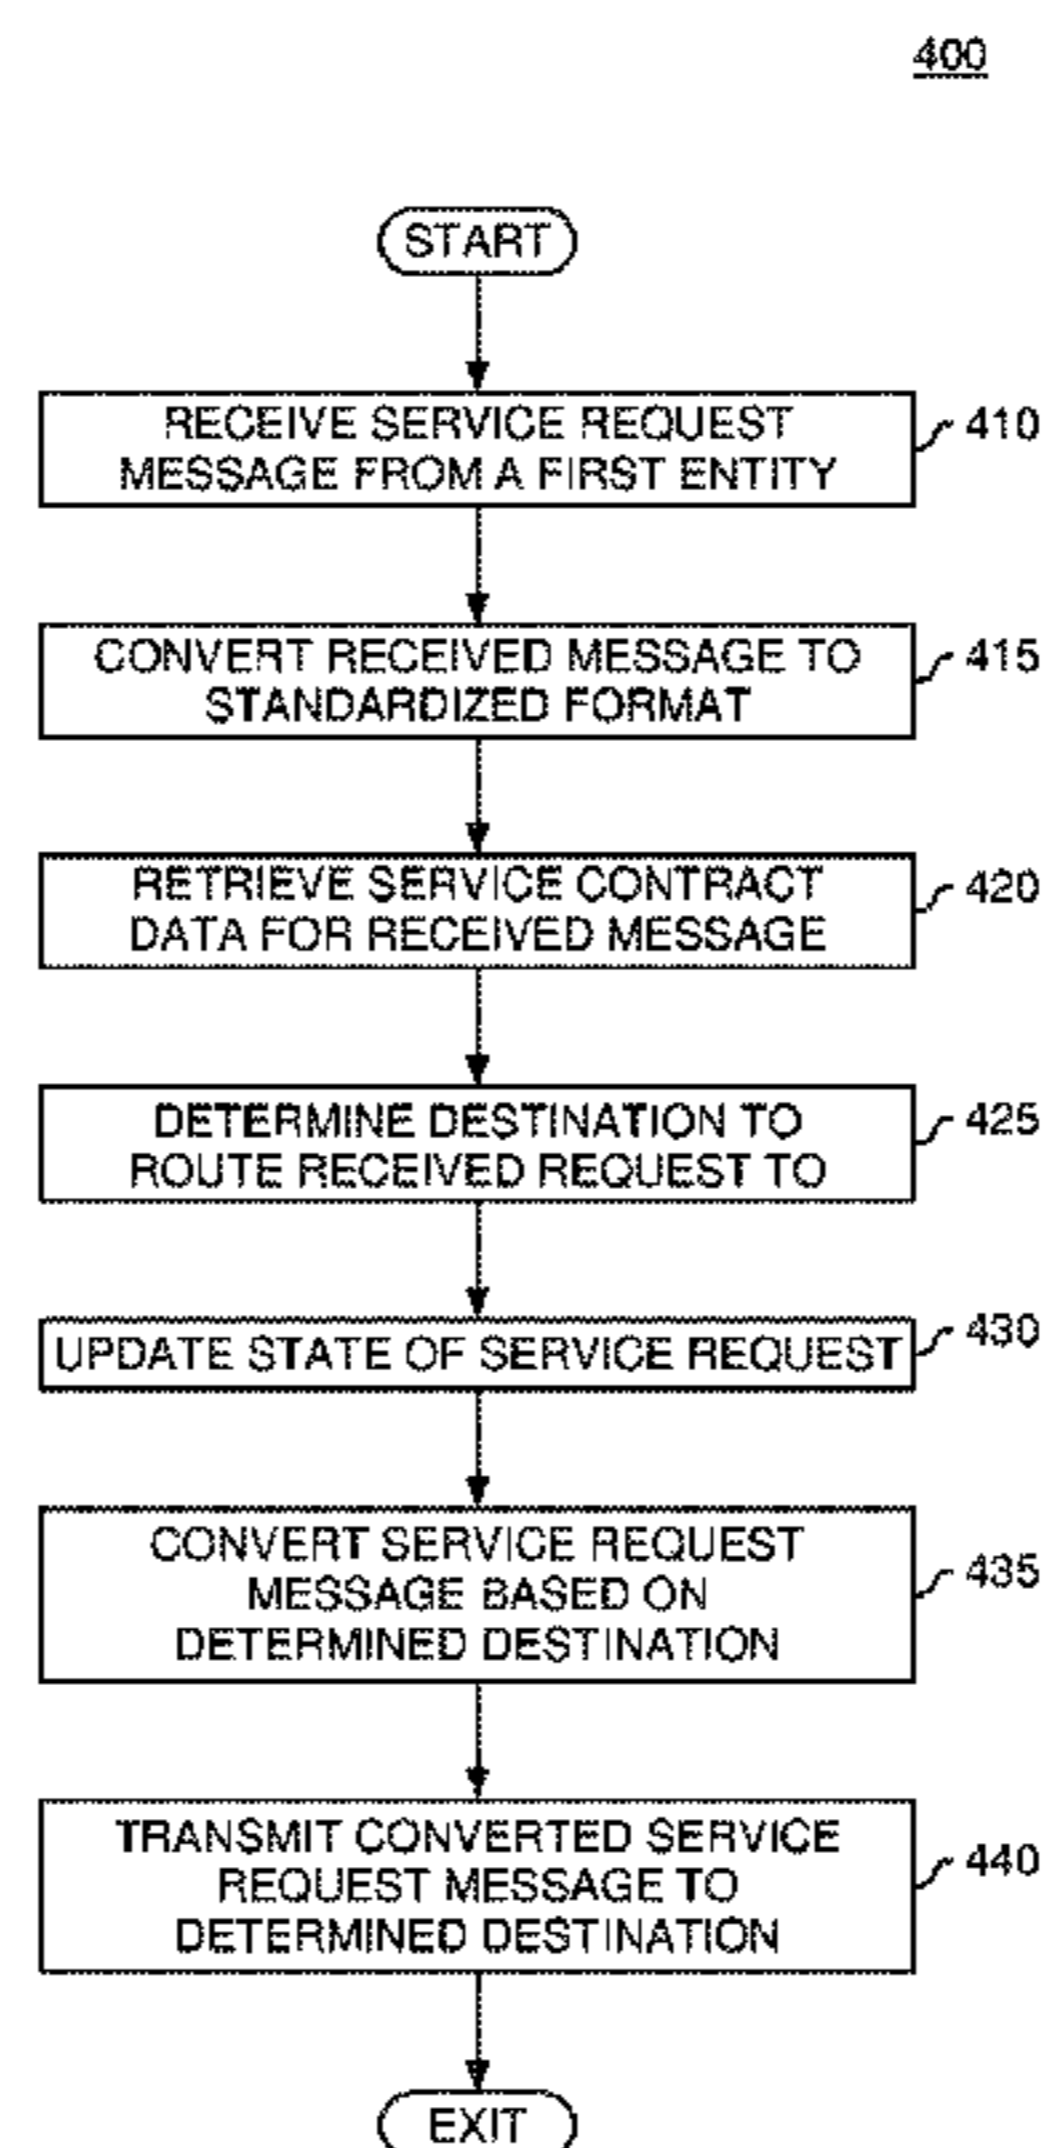 400
START
RECEIVE SERVICE REQUEST
MESSAGE FROM A FIRST ENTITY
410
CONVERT RECEIVED MESSAGE TO
STANDARDIZED FORMAT
415
RETRIEVE SERVICE CONTRACT
DATA FOR RECEIVED MESSAGE
420
DETERMINE DESTINATION TO
ROUTE RECEIVED REQUEST TO
425
UPDATE STATE OF SERVICE REQUEST
430
CONVERT SERVICE REQUEST
MESSAGE BASED ON
DETERMINED DESTINATION
435
TRANSMIT CONVERTED SERVICE
REQUEST MESSAGE TO
DETERMINED DESTINATION
440
EXIT